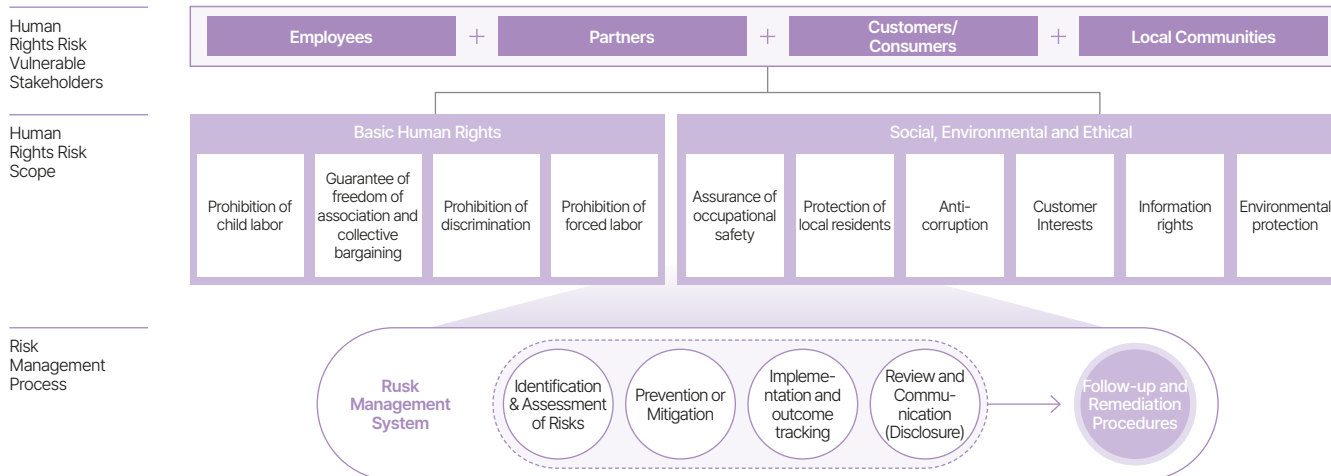 Human
Rights Risk
Vulnerable
Stakeholders
Employees
+
Partners
+
Customers/
Consumers
+
Local Communities
Human
Rights Risk
Scope
Basic Human Rights
Prohibition of
child labor
Guarantee of
freedom of
association and
collective
bargaining
Prohibition of
discrimination
Prohibition of
forced labor
Social, Environmental and Ethical
Assurance of
occupational
safety
Protection of
local residents
Anti-
corruption
Customer
Interests
Information
rights
Environmental
protection
Risk
Management
Process
Rusk
Management
System
Identification
& Assessment
of Risks
Prevention or
Mitigation
Impleme-
ntation and
outcome
tracking
Review and
Commu-
nication
(Disclosure)
Follow-up and
Remediation
Procedures